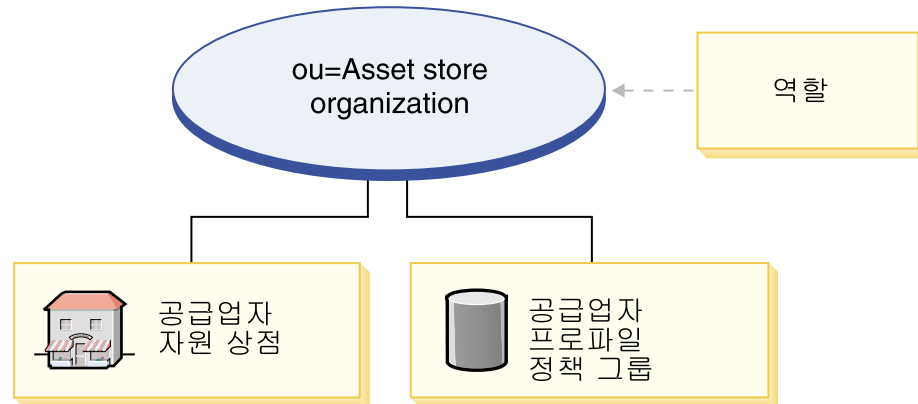 ou=Asset store
organization
역할
공급업자
자원 상점
공급업자
프로파일
정책 그룹